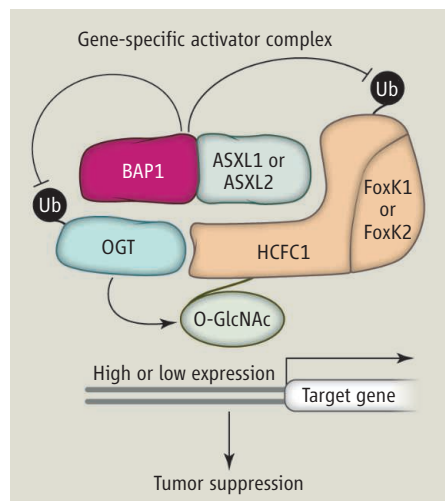 Gene-specific activator complex
Ub
BAP1
ASXL1 or
ASXL2
Ub
OGT
HCFC1
FoxK1
or
FoxK2
O-GlcNAc
High or low expression
Target gene
Tumor suppression